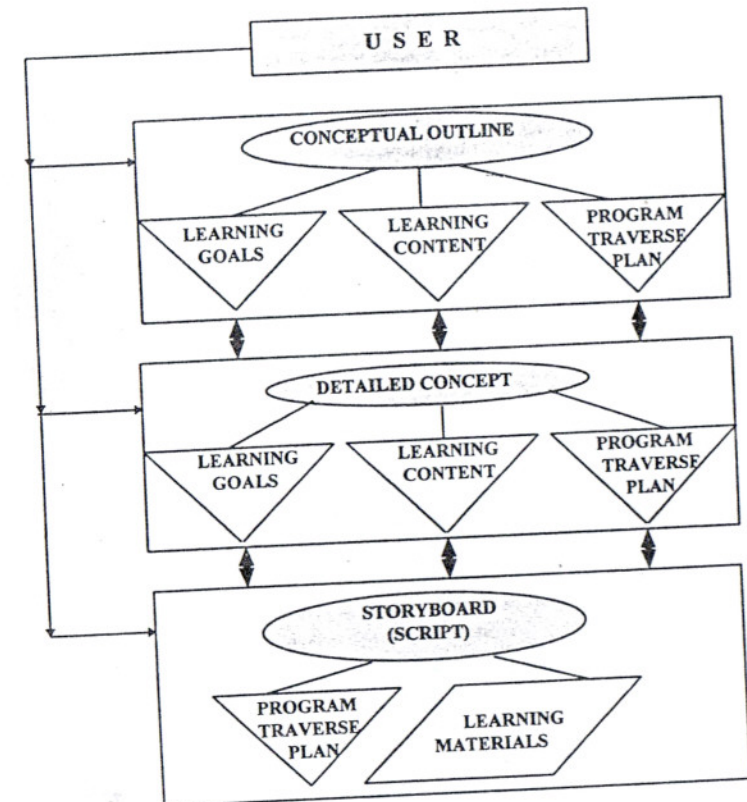 USER
CONCEPTUAL OUTLINE
LEARNING
GOALS
LEARNING
CONTENT
PROGRAM
TRAVERSE
PLAN
DETAILED CONCEPT
LEARNING
GOALS
LEARNING
CONTENT
PROGRAM
TRAVERSE
PLAN
STORYBOARD
(SCRIPT)
PROGRAM
TRAVERSE
PLAN
LEARNING
MATERIALS